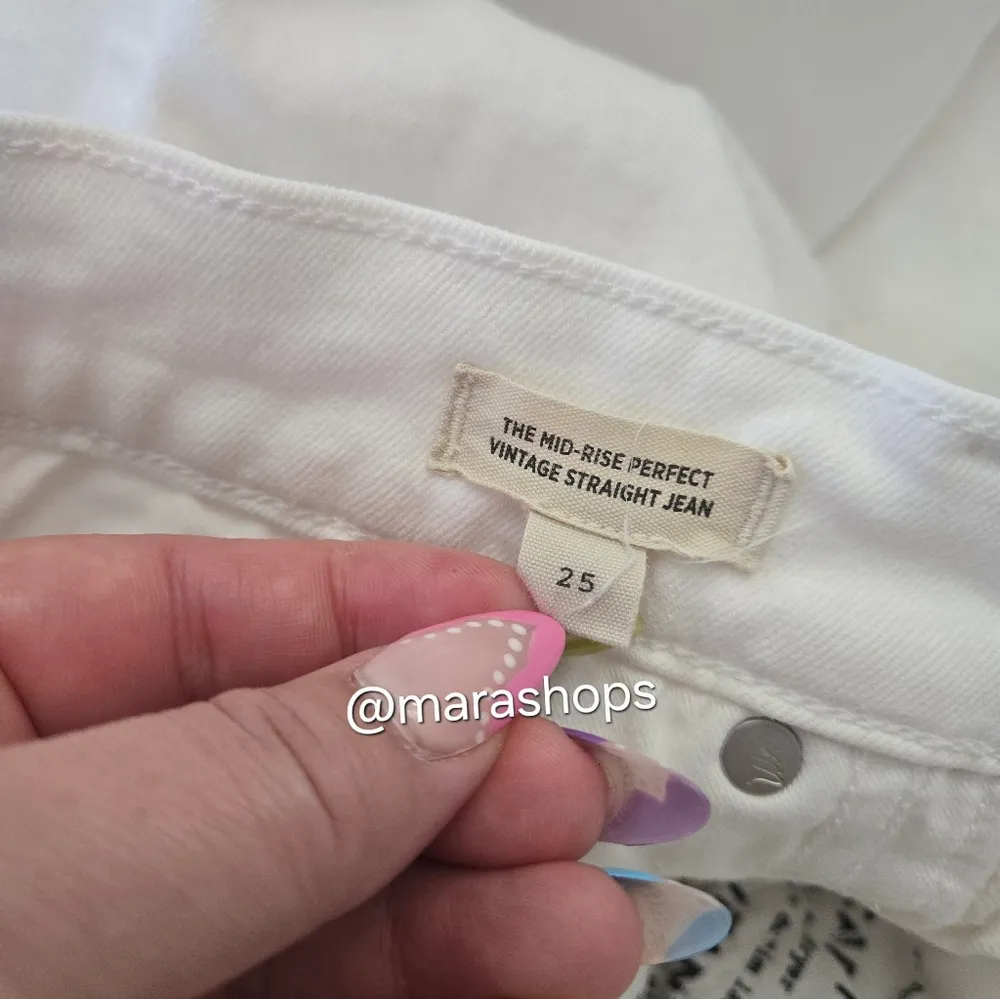 THE MID-RISE PERFECT
VINTAGE STRAIGHT JEAN
25
@marashops